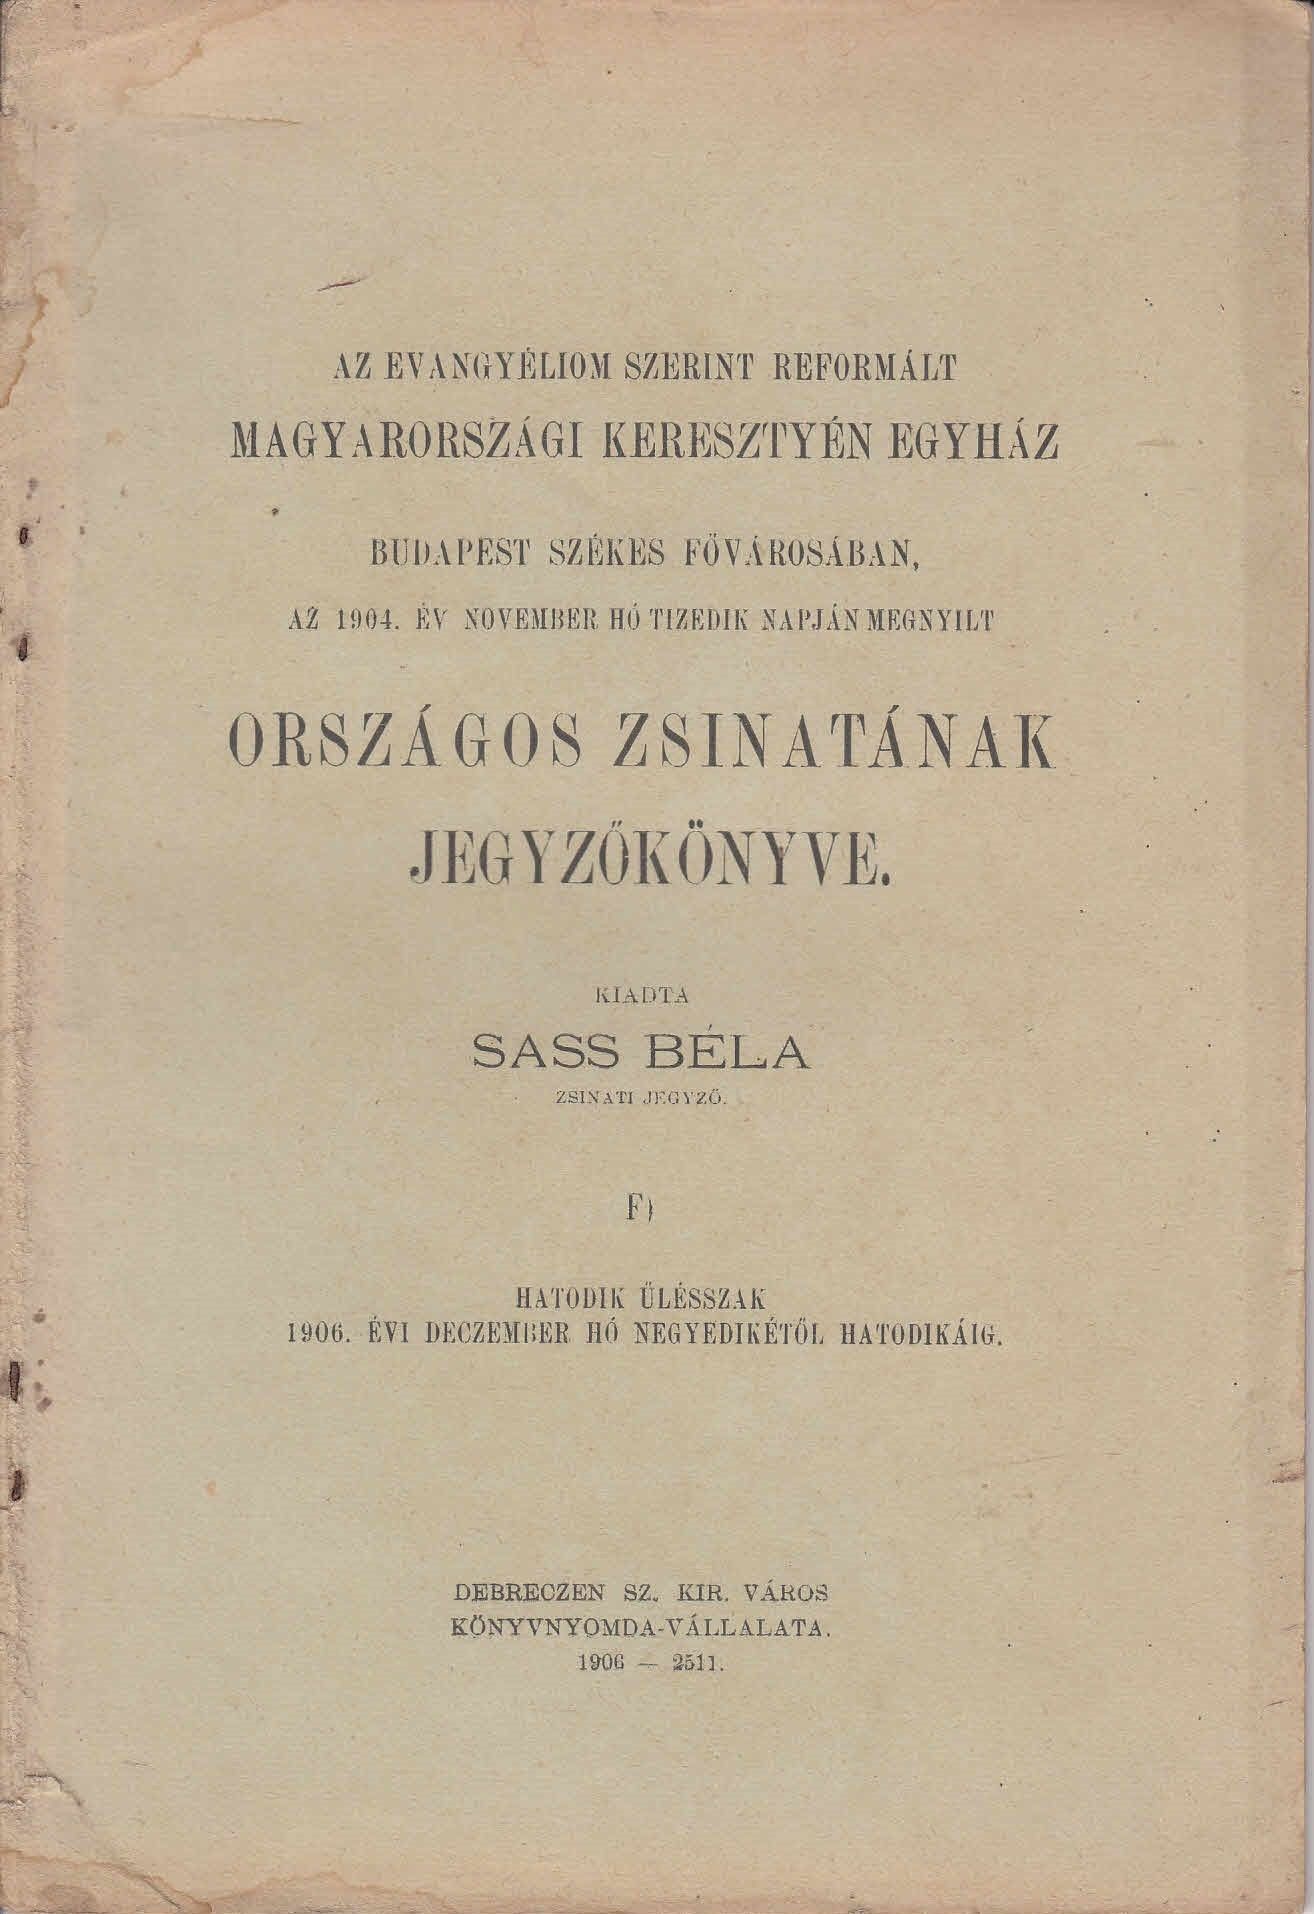 AZ EVANGYÉLIOM SZERINT REFORMÁLT
MAGYARORSZÁGI KERESZTYÉN EGYHÁZ
BUDAPEST SZÉKES FŐVÁROSÁBAN,
AZ 1904. ÉV NOVEMBER HÓ TIZEDIK NAPJÁN MEGNYILT
ORSZÁGOS ZSINATÁNAK
JEGYZŐKÖNYVE.
KIADTA
SASS BÉLA
ZSINATI JEGYZŐ.
F)
HATODIK ÜLÉSSZAK
1906. ÉVI DECZEMBER HÓ NEGYEDIKÉTŐL HATODIKÁIG.
DEBRECZEN SZ. KIR. VÁROS
KÖNYVNYOMDA-VÁLLALATA.
1906 — 2511.